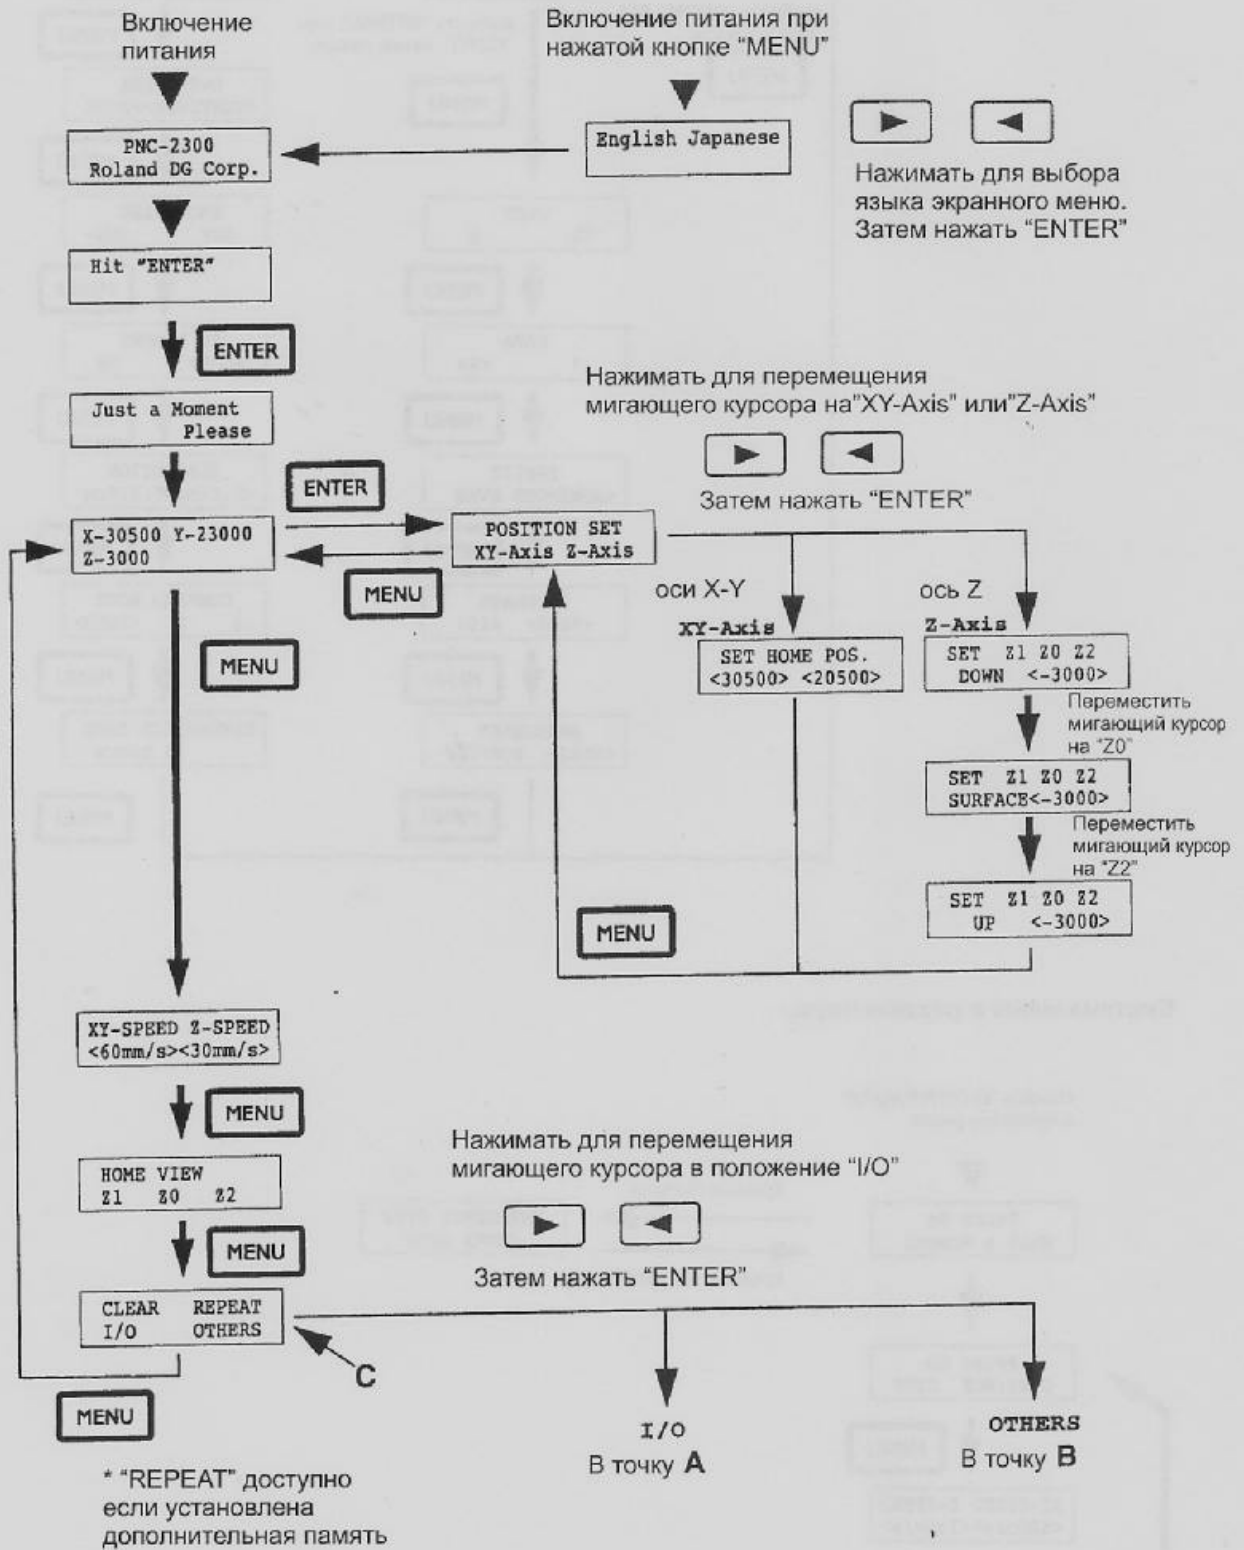 Включение
питания
Включение питания при
нажатой кнопке “MENU”
PNC-2300
Roland DG Corp.
English Japanese
Нажимать для выбора
языка экранного меню.
Затем нажать “ENTER”
Hit "ENTER"
ENTER
Just a Moment
Please
Нажимать для перемещения
мигающего курсора на"XY-Axis" или"Z-Axis"
Затем нажать “ENTER”
ENTER
X-30500 Y-23000
Z-3000
POSITION SET
XY-Axis Z-Axis
MENU
MENU
оси X-Y
XY-Axis
SET HOME POS.
<30500> <20500>
ось Z
Z-Axis
SET Z1 Z0 Z2
DOWN <-3000>
Переместить
мигающий курсор
на “Z0”
SET Z1 Z0 Z2
SURFACE<-3000>
Переместить
мигающий курсор
на “Z2”
SET Z1 Z0 Z2
UP <-3000>
MENU
XY-SPEED Z-SPEED
<60mm/s><30mm/s>
MENU
HOME VIEW
Z1 Z0 Z2
MENU
Нажимать для перемещения
мигающего курсора в положение “I/O”
Затем нажать “ENTER”
CLEAR REPEAT
I/O OTHERS
C
MENU
I/O
В точку A
OTHERS
В точку B
* “REPEAT” доступно
если установлена
дополнительная память